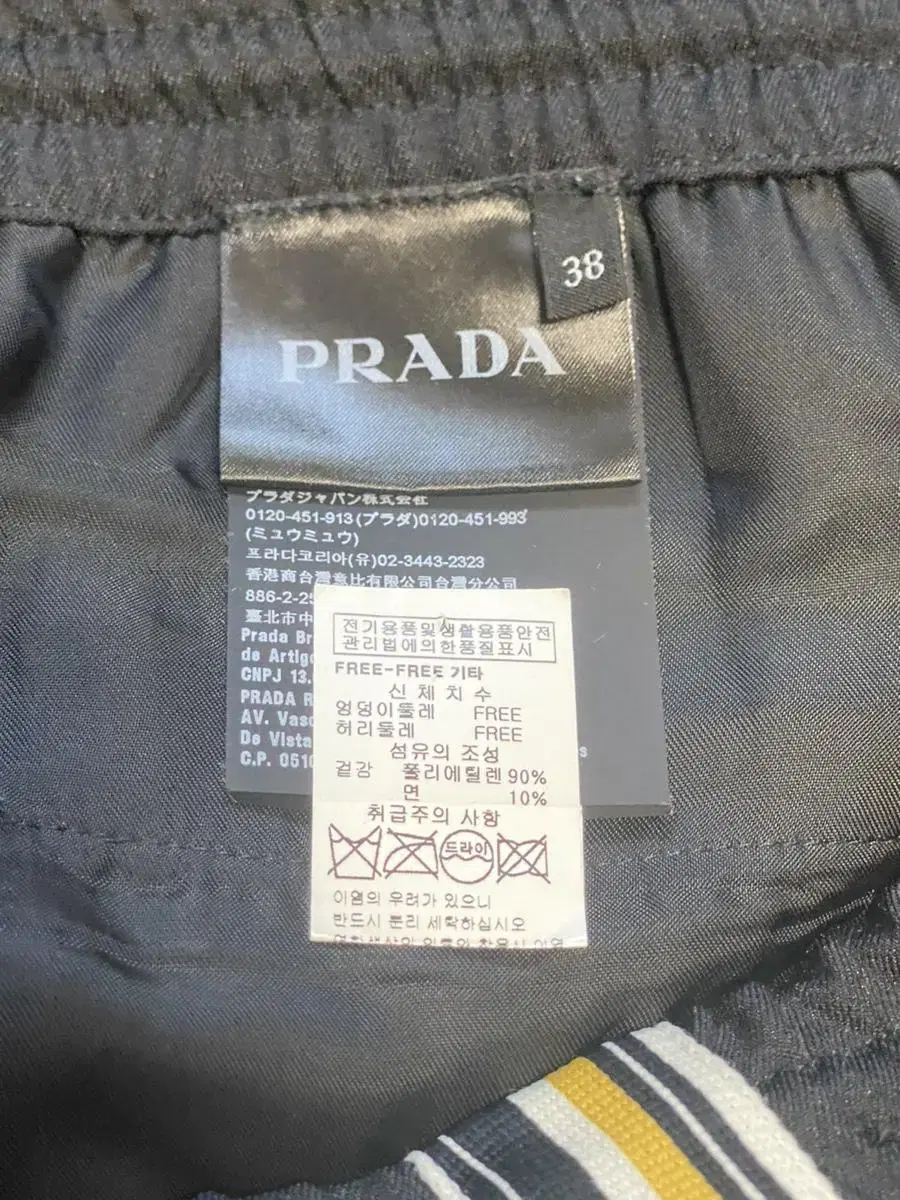 38
PRADA
プラダジャパン株式会社
0120-451-913(プラダ)0120-451-993
(ミュウミュウ)
프라다코리아(유)02-3443-2323
香港商台灣意比有限公司台灣分公司
886-2-25
臺北市中
Prada Br
de Artigo
CNPJ 13.
PRADA R
AV. Vasc
De Vista
s
C.P. 0510
전기용품및생활용품안전
관리법에의한품질표시
FREE-FREE 기타
신 체 치 수
엉덩이둘레 FREE
허리둘레 FREE
섬유의 조성
겉감 폴리에틸렌 90%
면 10%
취급주의 사항
드라이
이염의 우려가 있으니
반드시 분리 세탁하십시오